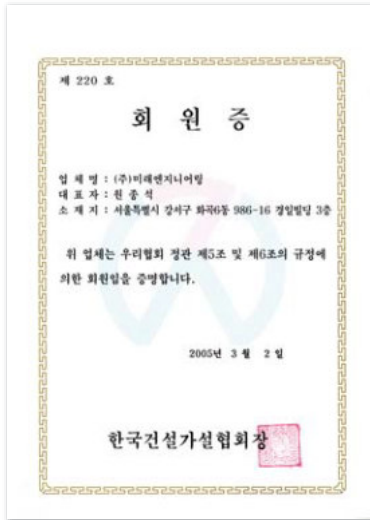 제 220 호
회 원 증
업 체 명 : (주)미래엔지니어링
대 표 자 : 원 종 석
소 재 지 : 서울특별시 강서구 화곡6동 986-16 경일빌딩 3층
위 업체는 우리협회 정관 제5조 및 제6조의 규정에
의한 회원임을 증명합니다.
2005년 3 월 2 일
한국건설가설협회장